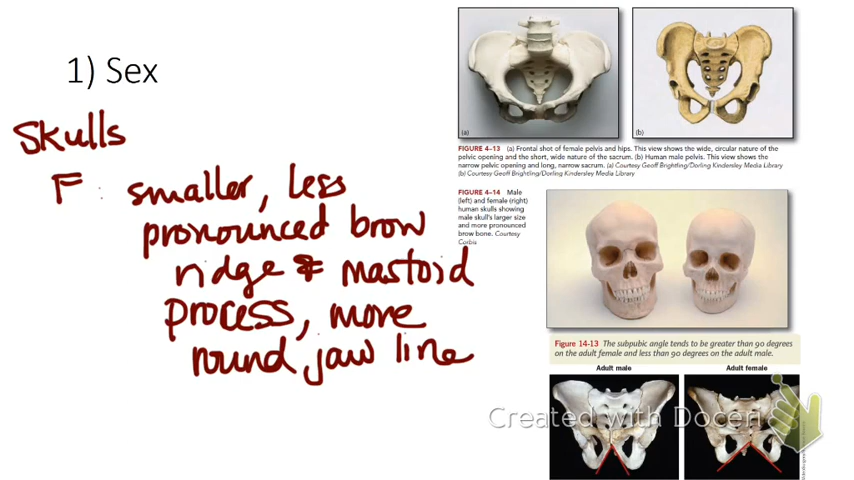 1) Sex
Skulls
F: smaller, less
pronounced brow
ridge & mastoid
process, more
round jaw line
(a)
(b)
FIGURE 4–13 (a) Frontal shot of female pelvis and hips. This view shows the wide, circular nature of the
pelvic opening and the short, wide nature of the sacrum. (b) Human male pelvis. This view shows the
narrow pelvic opening and long, narrow sacrum. (a) Courtesy Geoff Brightling/Dorling Kindersley Media Library
(b) Courtesy Geoff Brightling/Dorling Kindersley Media Library
FIGURE 4–14 Male
(left) and female (right)
human skulls showing
male skull's larger size
and more pronounced
brow bone. Courtesy
Corbis
Figure 14-13 The subpubic angle tends to be greater than 90 degrees
on the adult female and less than 90 degrees on the adult male.
Adult male
Adult female
Created with Doceri